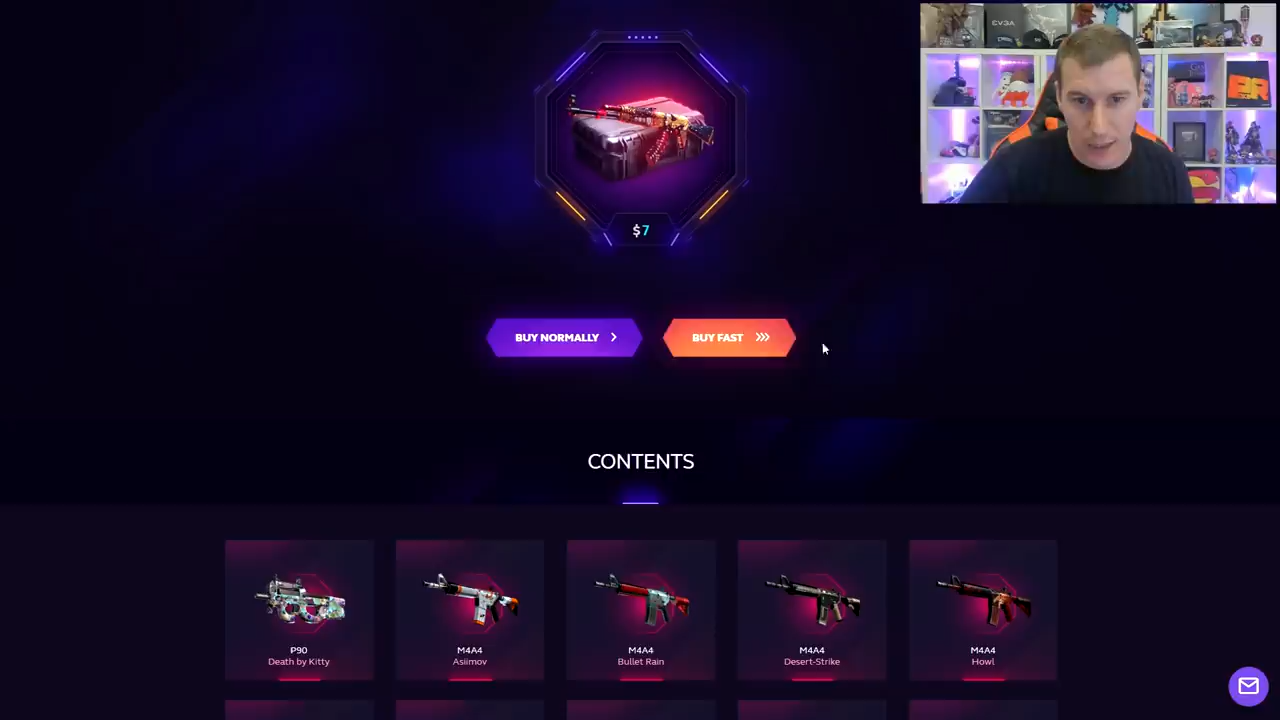 EVGA
$7
BUY NORMALLY
BUY FAST
CONTENTS
P90
Death by Kitty
M4A4
Asiimov
M4A4
Bullet Rain
M4A4
Desert-Strike
M4A4
Howl